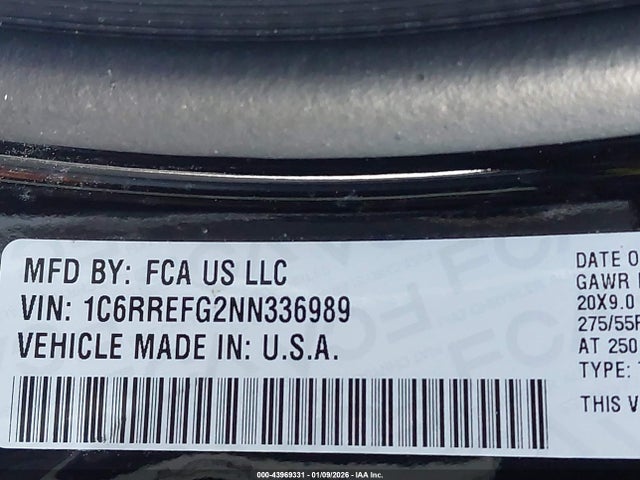 MFD BY: FCA US LLC
VIN: 1C6RREFG2NN336989
VEHICLE MADE IN: U.S.A.
DATE O
GAWR
20X9.0
275/55R
AT 250
TYPE:
THIS V
000-43969331 - 01/09/2026 - IAA Inc.